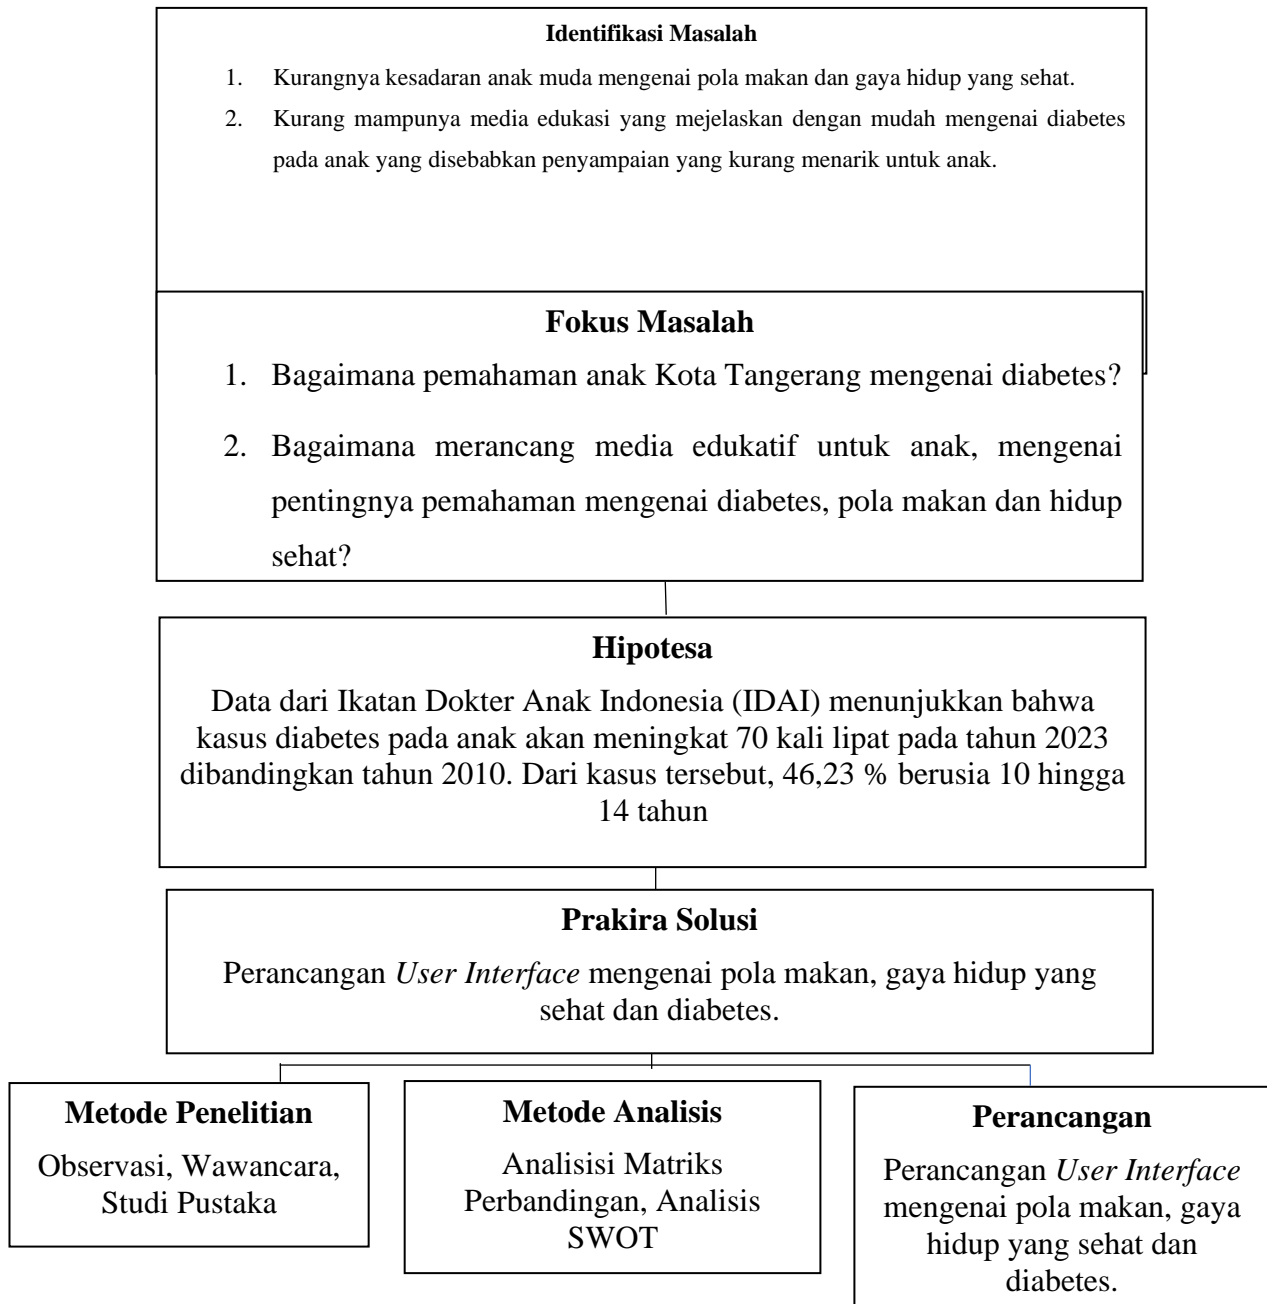 Identifikasi Masalah
1. Kurangnya kesadaran anak muda mengenai pola makan dan gaya hidup yang sehat.
2. Kurang mampunya media edukasi yang mejelaskan dengan mudah mengenai diabetes
pada anak yang disebabkan penyampaian yang kurang menarik untuk anak.
Fokus Masalah
1. Bagaimana pemahaman anak Kota Tangerang mengenai diabetes?
2. Bagaimana merancang media edukatif untuk anak, mengenai
pentingnya pemahaman mengenai diabetes, pola makan dan hidup
sehat?
Hipotesa
Data dari Ikatan Dokter Anak Indonesia (IDAI) menunjukkan bahwa
kasus diabetes pada anak akan meningkat 70 kali lipat pada tahun 2023
dibandingkan tahun 2010. Dari kasus tersebut, 46,23 % berusia 10 hingga
14 tahun
Prakira Solusi
Perancangan User Interface mengenai pola makan, gaya hidup yang
sehat dan diabetes.
Metode Penelitian
Observasi, Wawancara,
Studi Pustaka
Metode Analisis
Analisisi Matriks
Perbandingan, Analisis
SWOT
Perancangan
Perancangan User Interface
mengenai pola makan, gaya
hidup yang sehat dan
diabetes.